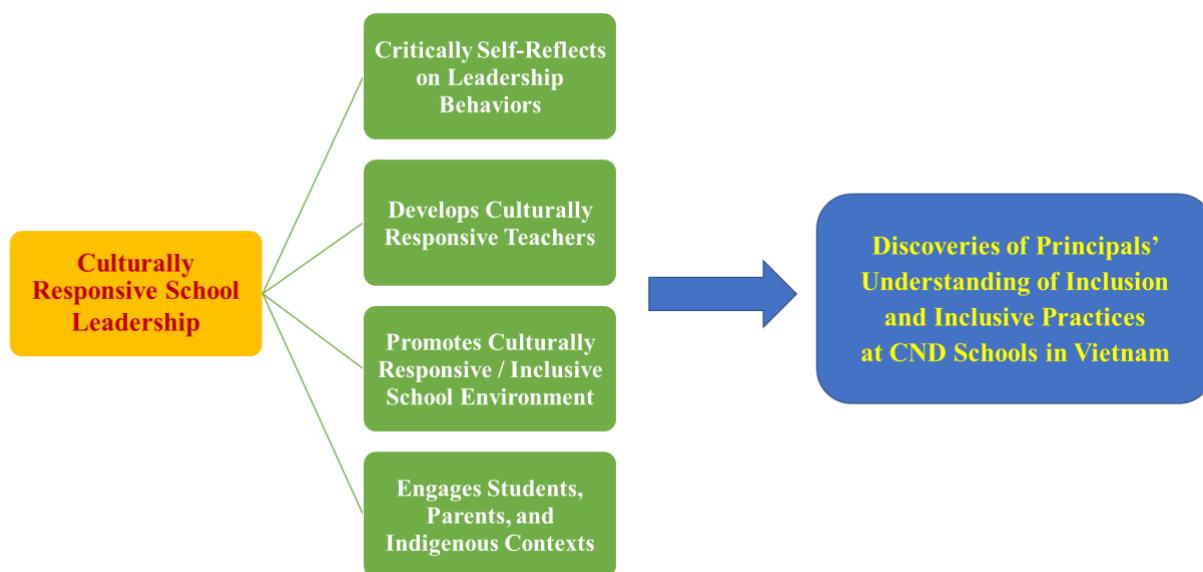 Critically Self-Reflects
on Leadership
Behaviors
Develops Culturally
Responsive Teachers
Culturally
Responsive School
Leadership
Promotes Culturally
Responsive / Inclusive
School Environment
Engages Students,
Parents, and
Indigenous Contexts
Discoveries of Principals’
Understanding of Inclusion
and Inclusive Practices
at CND Schools in Vietnam